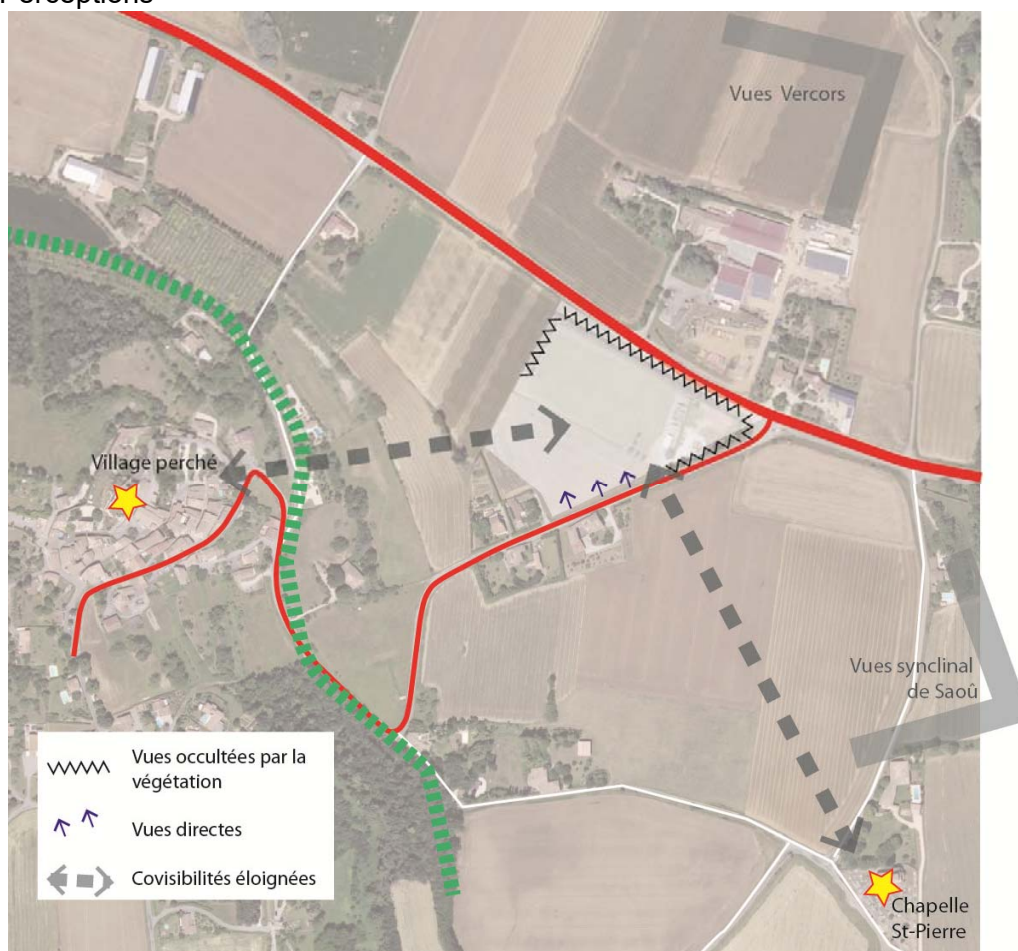 Perceptions
Vues Vercors
Village perché
Vues synclinal
de Saoû
Vues occultées par la
végétation
Vues directes
Covisibilités éloignées
Chapelle
St-Pierre